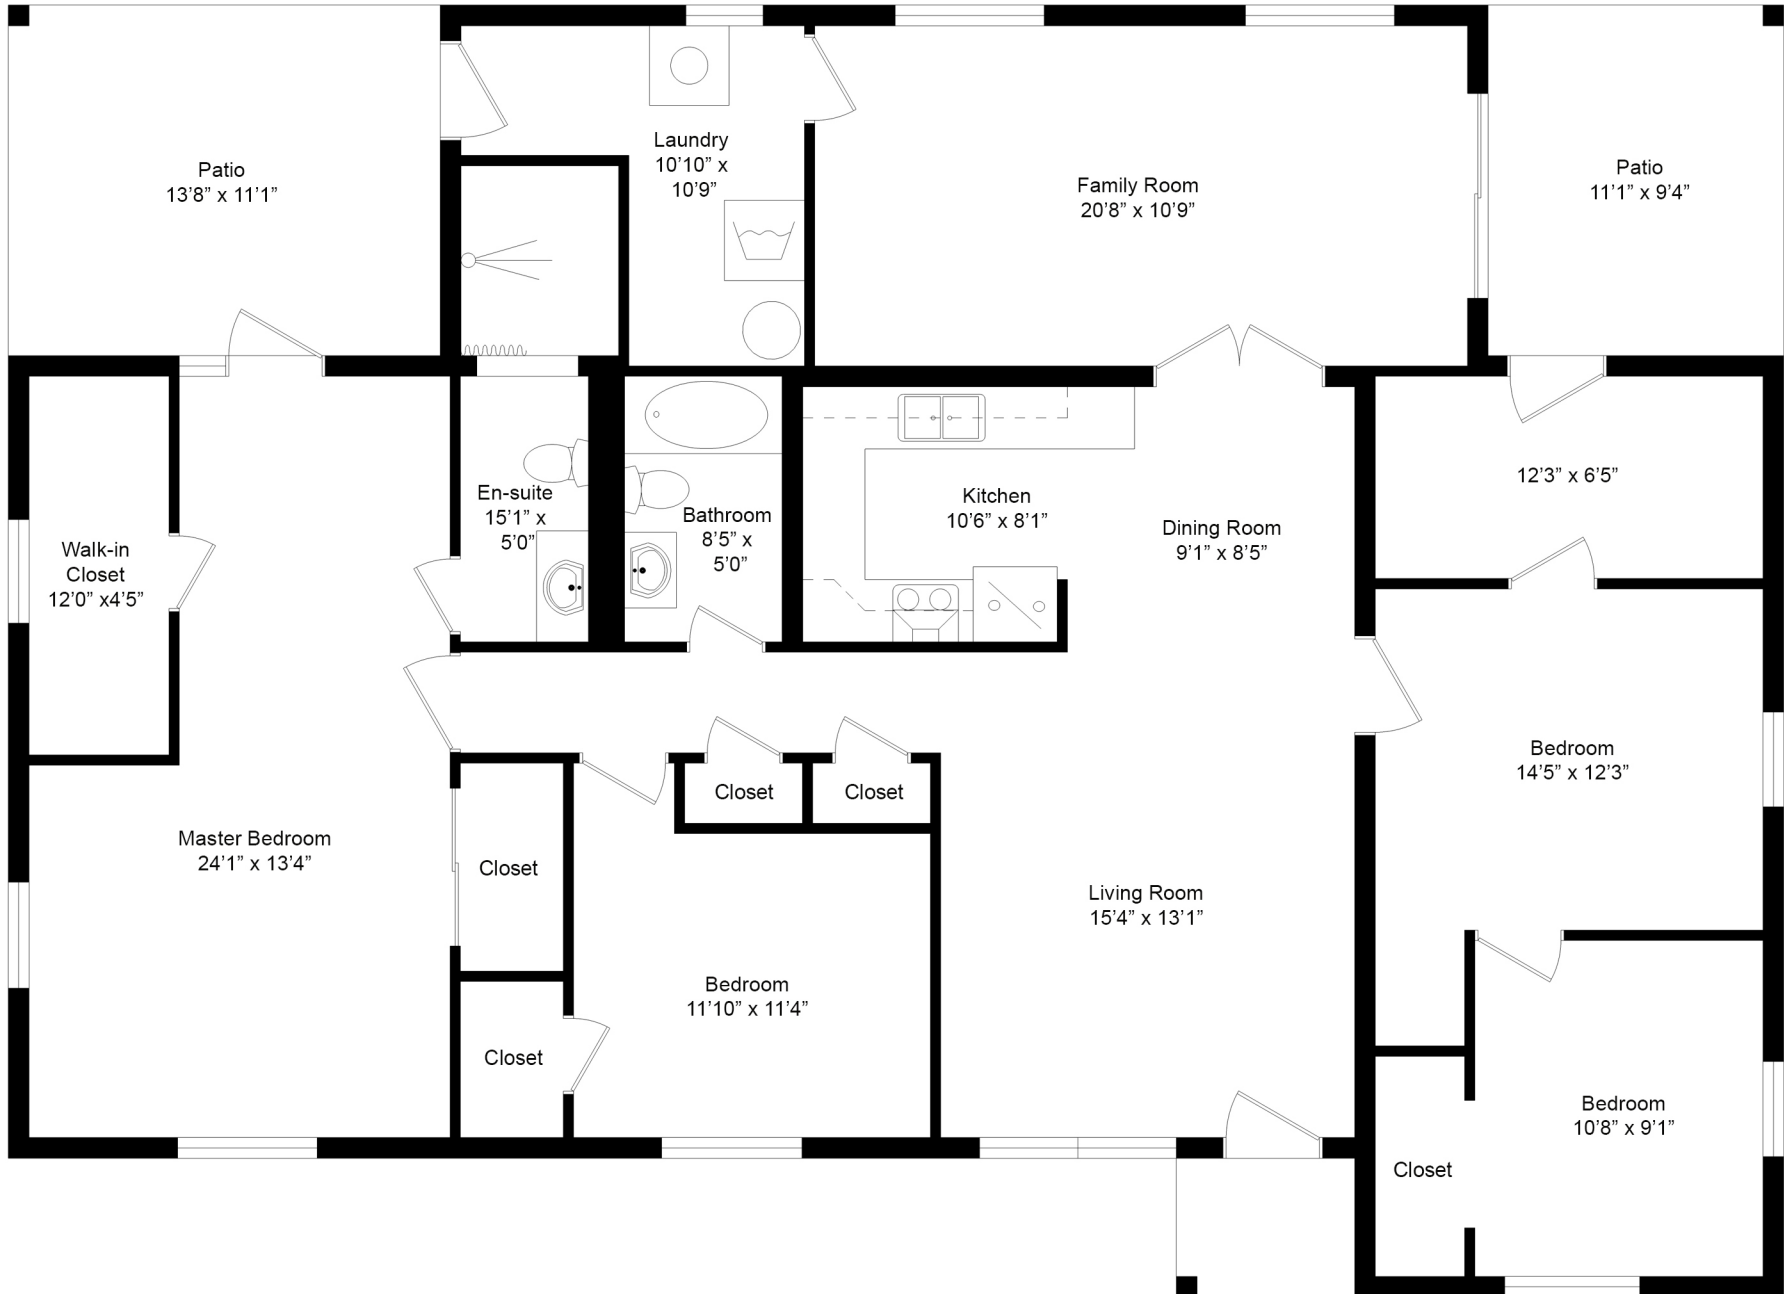 Patio
13’8” x 11’1”
Laundry
10’10” x
10’9”
Family Room
20’8” x 10’9”
Patio
11’1” x 9’4”
Walk-in
Closet
12’0” x4’5”
En-suite
15’1” x
5’0”
Bathroom
8’5” x
5’0”
Kitchen
10’6” x 8’1”
Dining Room
9’1” x 8’5”
12’3” x 6’5”
Master Bedroom
24’1” x 13’4”
Closet
Closet
Closet
Closet
Bedroom
11’10” x 11’4”
Living Room
15’4” x 13’1”
Bedroom
14’5” x 12’3”
Bedroom
10’8” x 9’1”
Closet